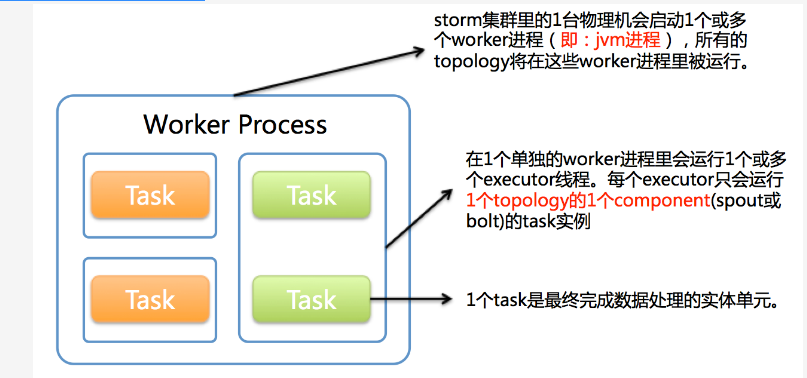 storm集群里的1台物理机会启动1个或多
个worker进程（即：jvm进程），所有的
topology将在这些worker进程里被运行。
Worker Process
Task
Task
在1个单独的worker进程里会运行1个或多
个executor线程。每个executor只会运行
1个topology的1个component(spout或
bolt)的task实例
Task
Task
1个task是最终完成数据处理的实体单元。